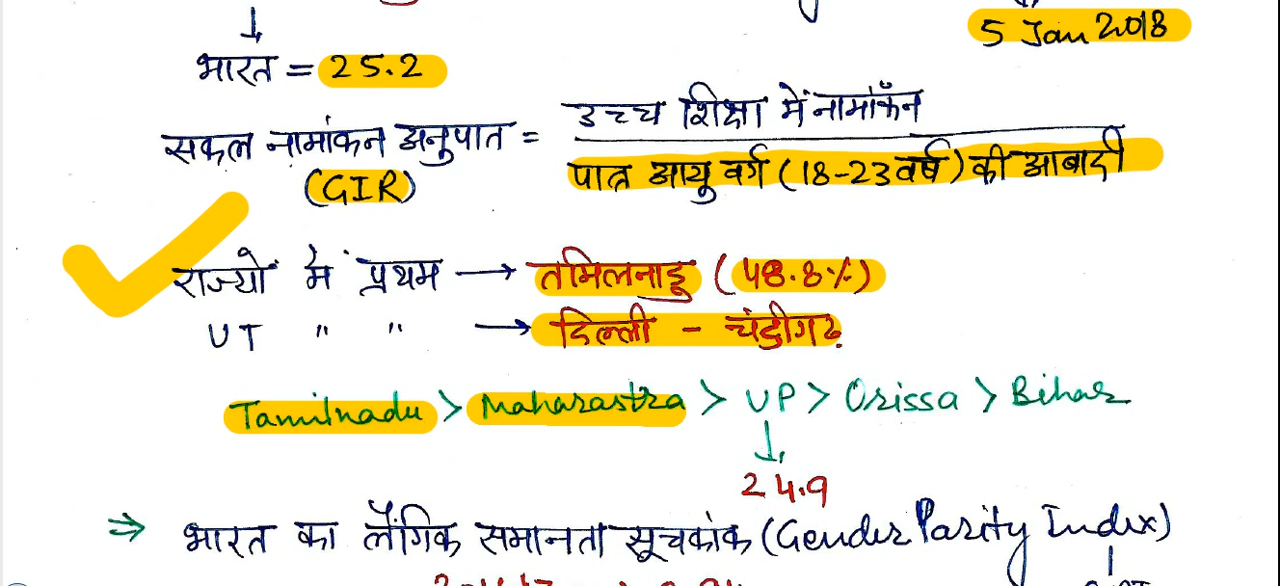 5 Jan 2018
भारत = 25.2
सकल नामांकन अनुपात = उच्च शिक्षा में नामांकन
पात्र आयु वर्ग (18-23 वर्ष) की आबादी
(GIR)
राज्यों में प्रथम → तमिलनाडू (48.8%)
UT " " → दिल्ली - चंडीगढ़
Tamilnadu > Maharastra > UP > Orissa > Bihar
24.9
⇒ भारत का लैंगिक समानता सूचकांक (Gender Parity Index)